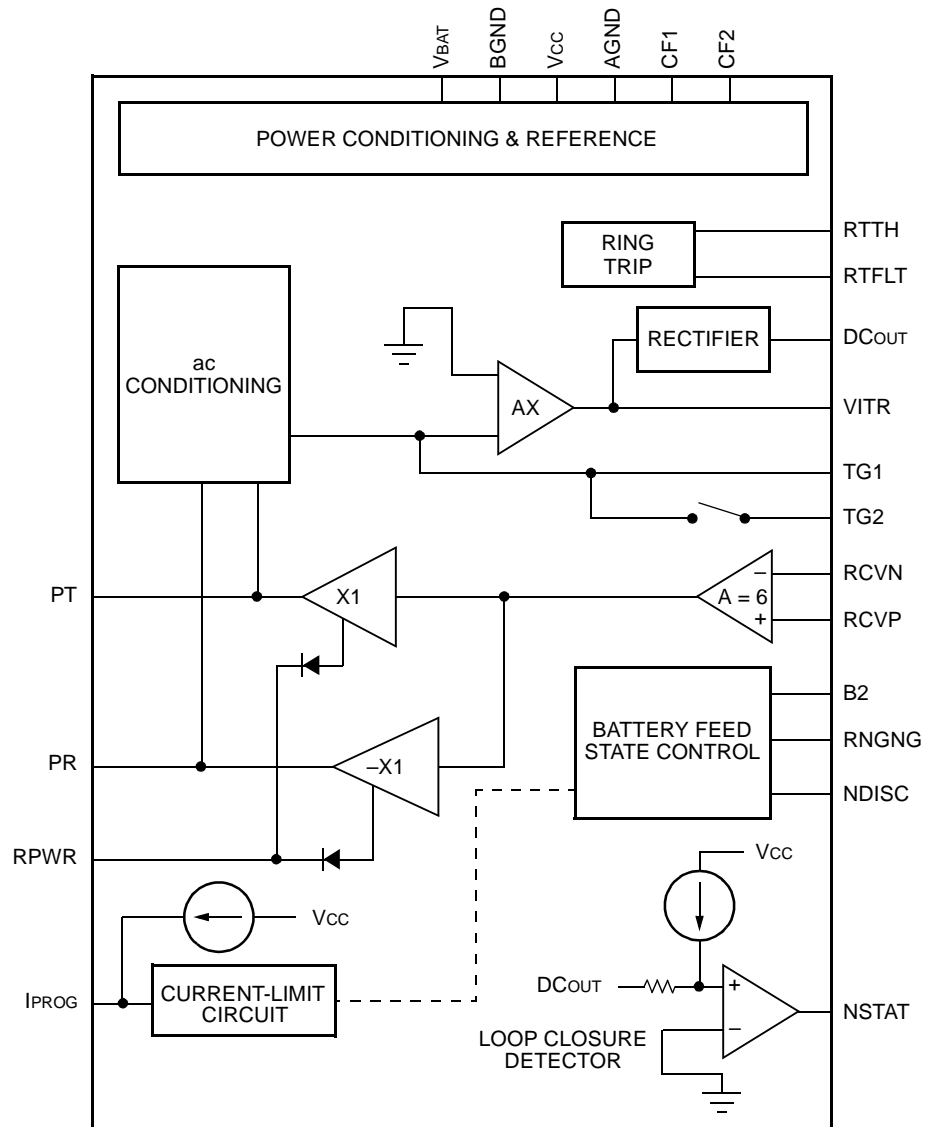 VBAT
BGND
VCC
AGND
CF1
CF2
POWER CONDITIONING & REFERENCE
RING
TRIP
RTTH
RTFLT
ac
CONDITIONING
RECTIFIER
DCOUT
AX
VITR
TG1
TG2
PT
X1
A = 6
–
+
RCVN
RCVP
BATTERY FEED
STATE CONTROL
B2
RNGNG
NDISC
PR
–X1
RPWR
VCC
VCC
IPROG
CURRENT-LIMIT
CIRCUIT
DCOUT
+
–
NSTAT
LOOP CLOSURE
DETECTOR